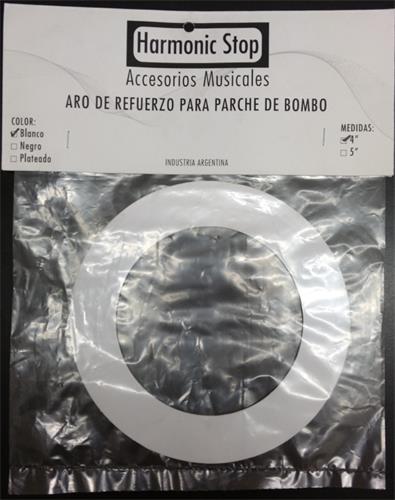 Harmonic Stop
Accesorios Musicales
ARO DE REFUERZO PARA PARCHE DE BOMBO
COLOR:
Blanco
Negro
Plateado
MEDIDAS:
4"
5"
INDUSTRIA ARGENTINA